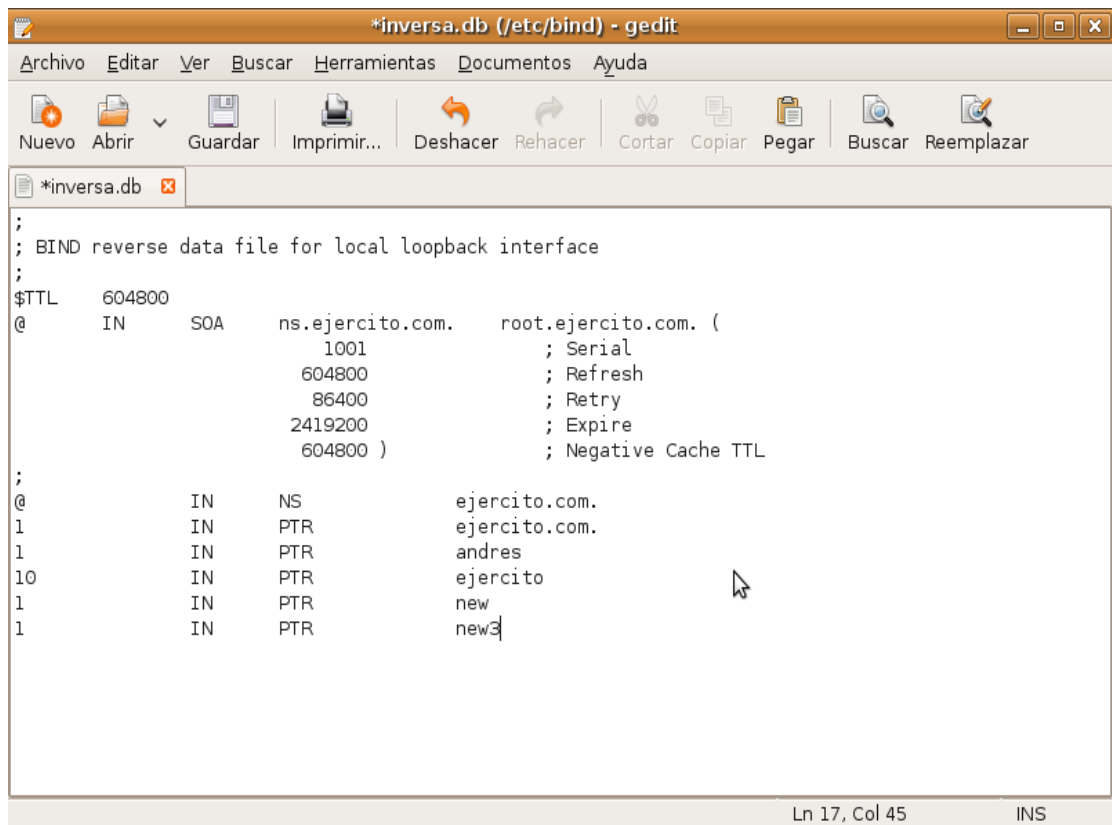 *inversa.db (/etc/bind) - gedit
Archivo Editar Ver Buscar Herramientas Documentos Ayuda
Nuevo Abrir Guardar Imprimir... Deshacer Rehacer Cortar Copiar Pegar Buscar Reemplazar
*inversa.db
;
; BIND reverse data file for local loopback interface
;
$TTL 604800
@ IN SOA ns.ejercito.com. root.ejercito.com. (
1001 ; Serial
604800 ; Refresh
86400 ; Retry
2419200 ; Expire
604800 ) ; Negative Cache TTL
;
@ IN NS ejercito.com.
1 IN PTR ejercito.com.
1 IN PTR andres
10 IN PTR ejercito
1 IN PTR new
1 IN PTR new3
Ln 17, Col 45 INS